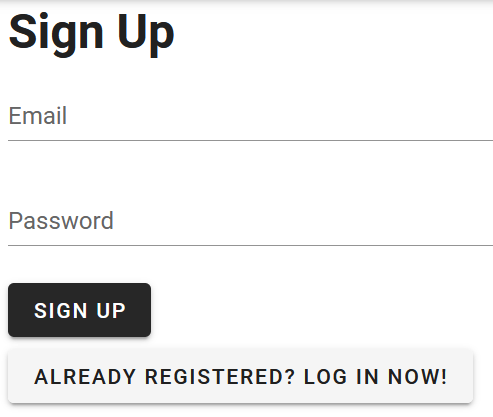 Sign Up
Email
Password
SIGN UP
ALREADY REGISTERED? LOG IN NOW!